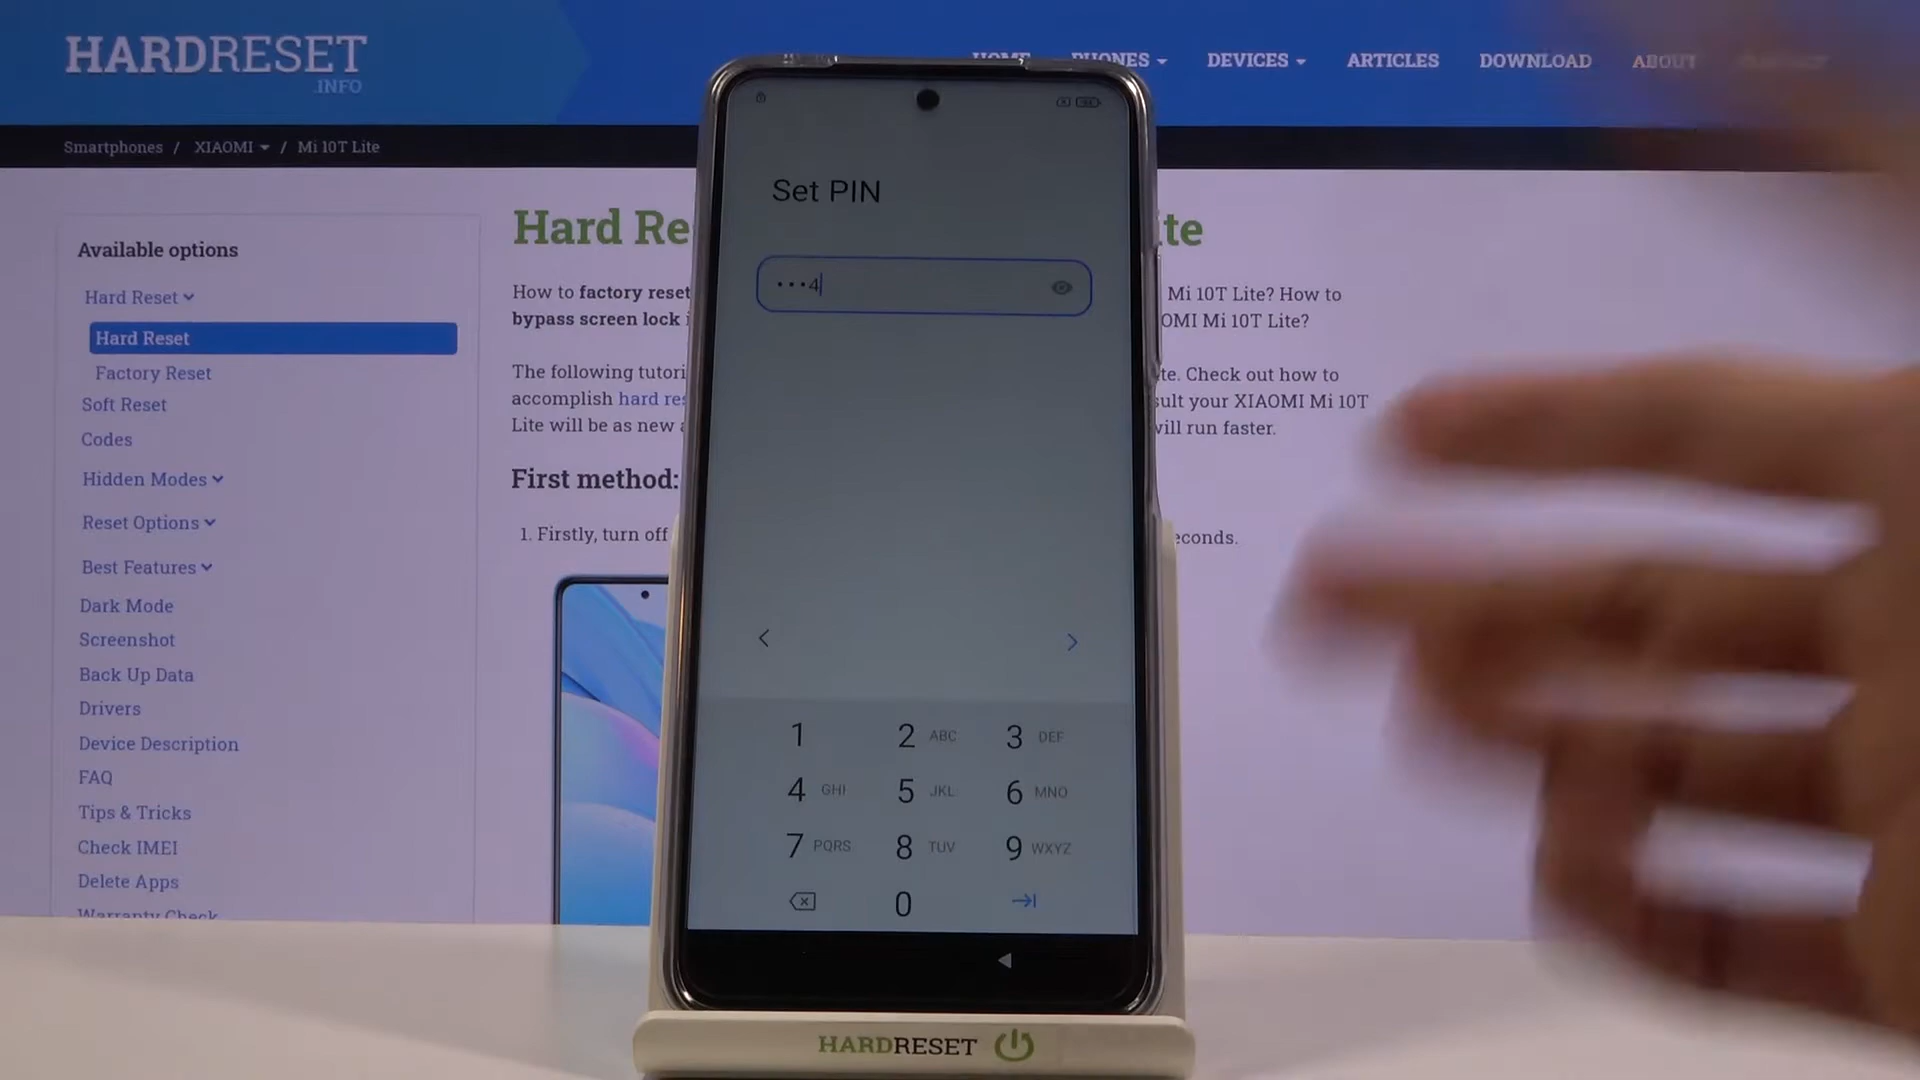 HARDRESET
.INFO
HOME PHONES DEVICES ARTICLES DOWNLOAD ABOUT
Smartphones / XIAOMI / Mi 10T Lite
Available options
Hard Reset
Hard Reset
Factory Reset
Soft Reset
Codes
Hidden Modes
Reset Options
Best Features
Dark Mode
Screenshot
Back Up Data
Drivers
Device Description
FAQ
Tips & Tricks
Check IMEI
Delete Apps
Warranty Check
Hard Re
te
How to factory reset
Mi 10T Lite? How to
bypass screen lock
OMI Mi 10T Lite?
The following tutori
te. Check out how to
accomplish hard res
sult your XIAOMI Mi 10T
Lite will be as new
will run faster.
First method:
1. Firstly, turn off
econds.
Set PIN
•••4
< >
1 2 ABC 3 DEF
4 GHI 5 JKL 6 MNO
7 PQRS 8 TUV 9 WXYZ
0
HARDRESET